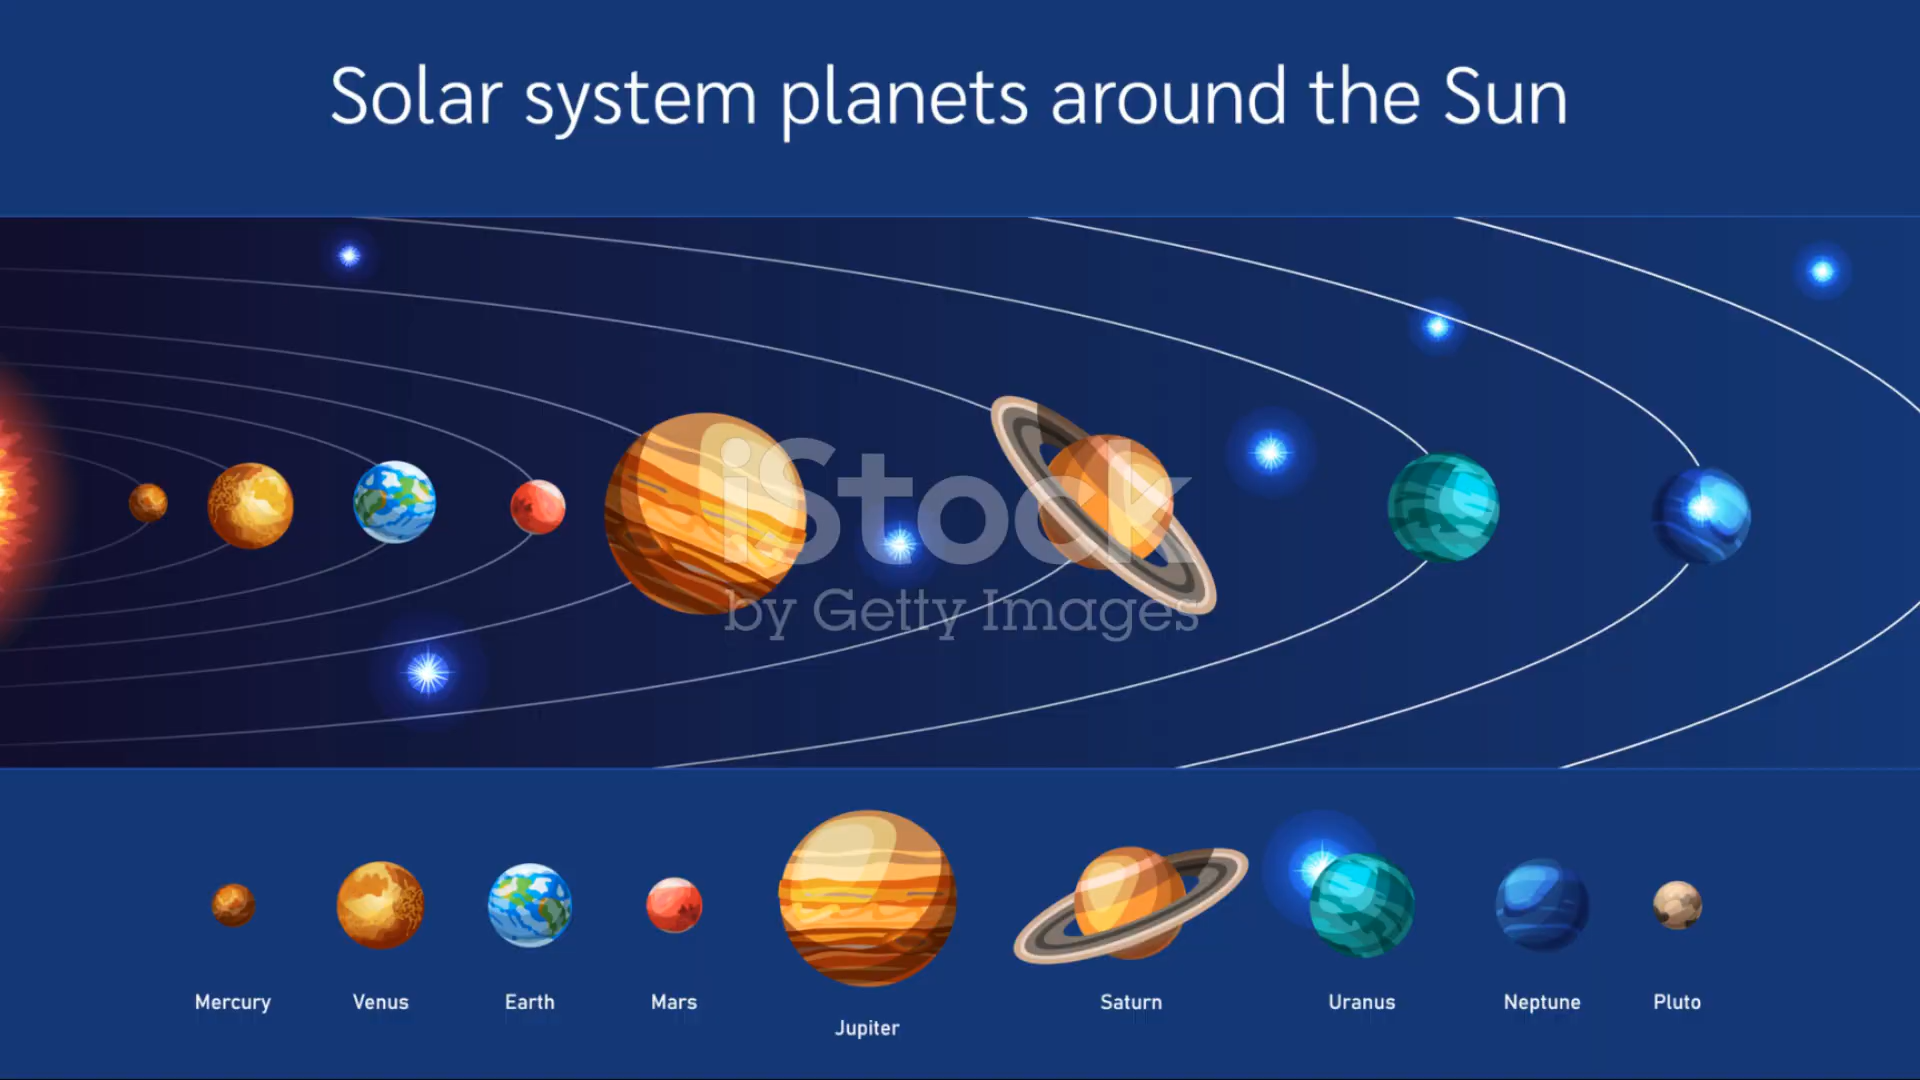 Solar system planets around the Sun
iStock
by Getty Images
Mercury
Venus
Earth
Mars
Jupiter
Saturn
Uranus
Neptune
Pluto